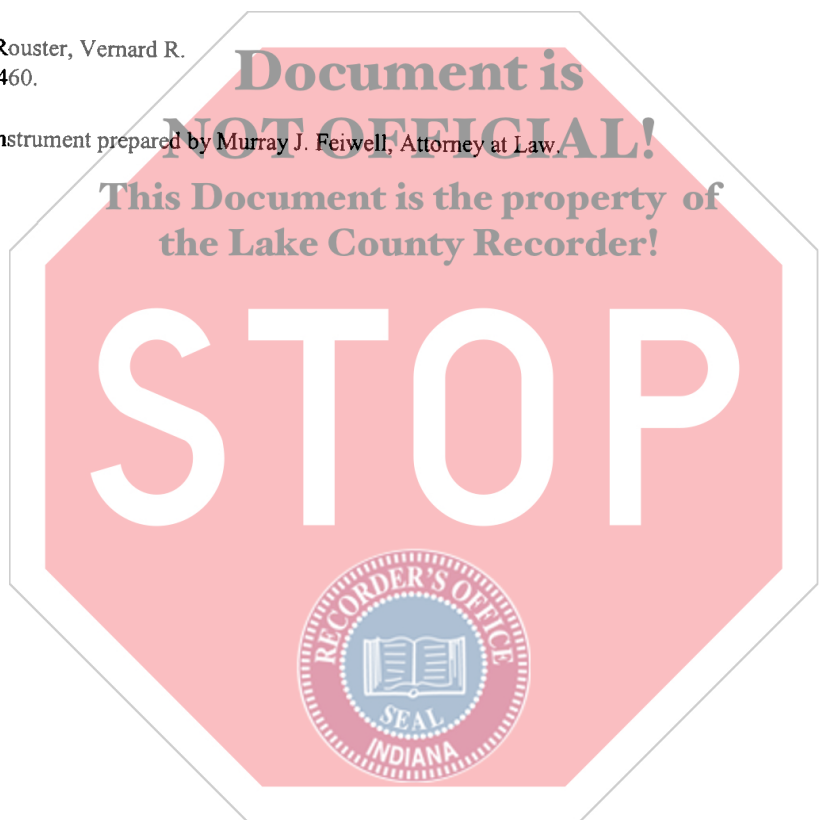 Rouster, Vernard R.
Document is
460.
NOT OFFICIAL!
nstrument prepared by Murray J. Feiwell, Attorney at Law.
This Document is the property of
the Lake County Recorder!
STOP
RECORDER'S OFFICE
SEAL
INDIANA